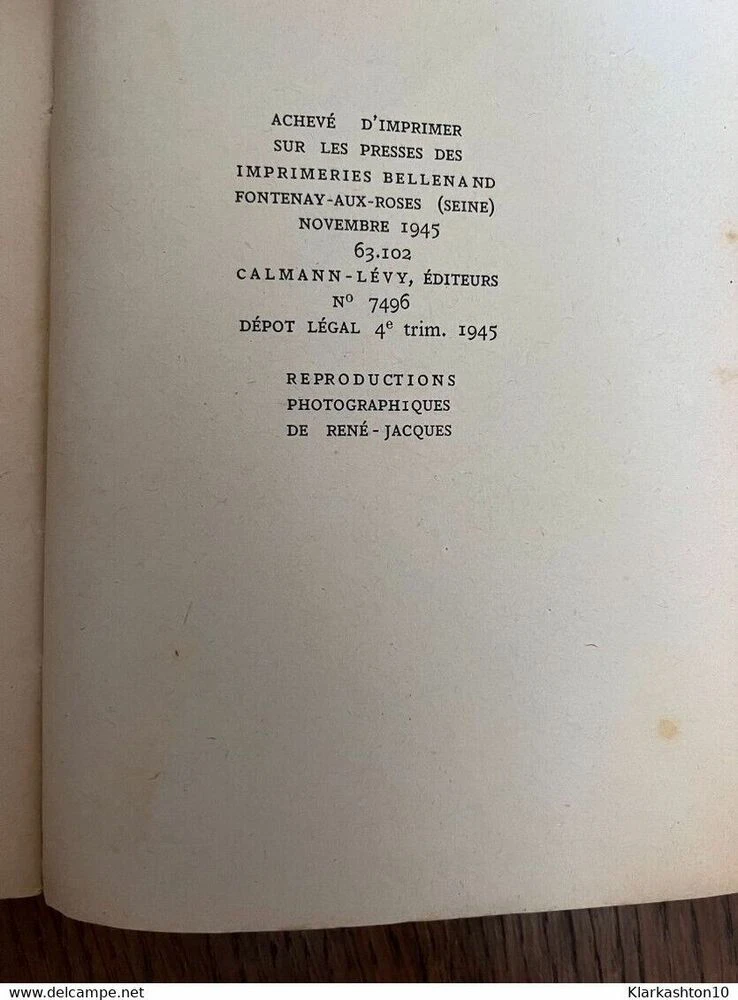 ACHEVÉ D'IMPRIMER
SUR LES PRESSES DES
IMPRIMERIES BELLENAND
FONTENAY-AUX-ROSES (SEINE)
NOVEMBRE 1945
63.102
CALMANN-LÉVY, ÉDITEURS
Nº 7496
DÉPOT LÉGAL 4e trim. 1945
REPRODUCTIONS
PHOTOGRAPHIQUES
DE RENÉ-JACQUES
www.delcampe.net
Klarkashton10